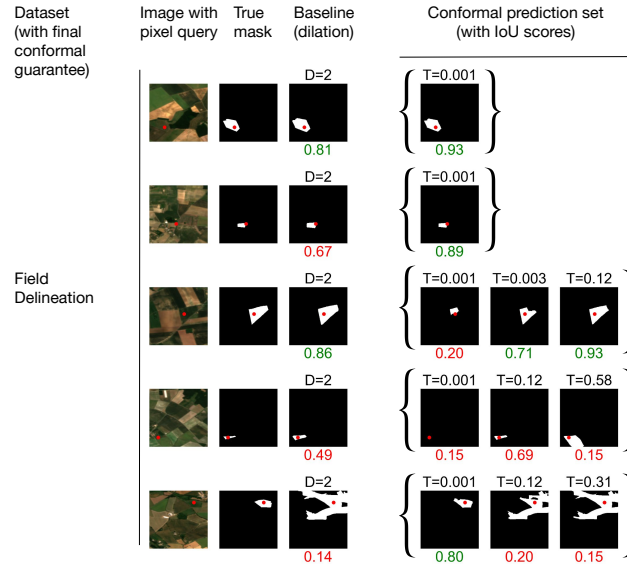 Dataset
(with final
conformal
guarantee)
Image with
pixel query
True
mask
Baseline
(dilation)
Conformal prediction set
(with IoU scores)
D=2
T=0.001
0.81
0.93
D=2
T=0.001
0.67
0.89
Field
Delineation
D=2
T=0.001
T=0.003
T=0.12
0.86
0.20
0.71
0.93
D=2
T=0.001
T=0.12
T=0.58
0.49
0.15
0.69
0.15
D=2
T=0.001
T=0.12
T=0.31
0.14
0.80
0.20
0.15